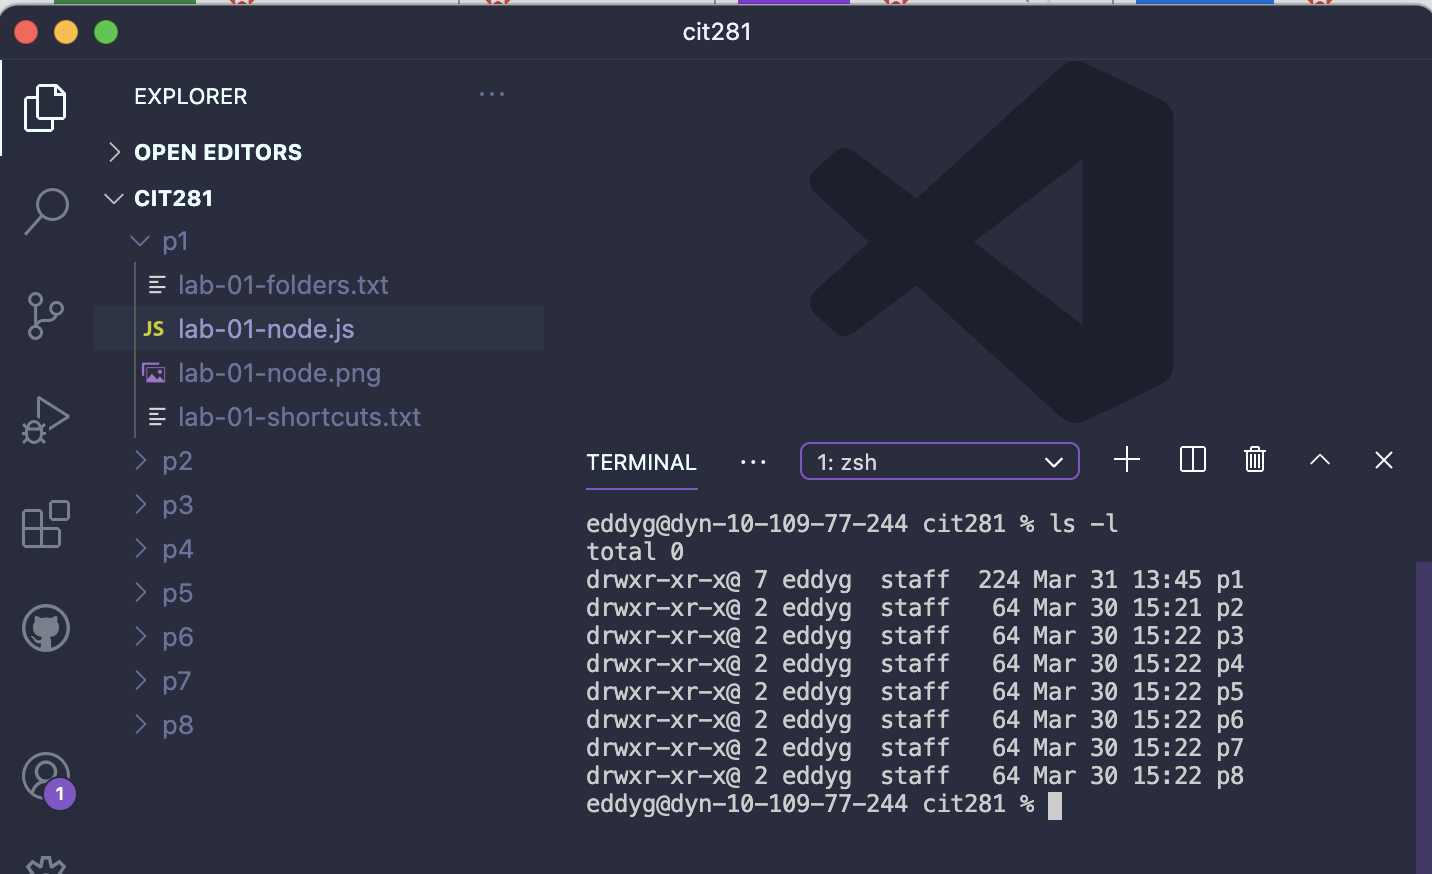 cit281
EXPLORER
OPEN EDITORS
CIT281
p1
lab-01-folders.txt
JS lab-01-node.js
lab-01-node.png
lab-01-shortcuts.txt
p2
p3
p4
p5
p6
p7
p8
1
TERMINAL
1: zsh
eddyg@dyn-10-109-77-244 cit281 % ls -l
total 0
drwxr-xr-x@ 7 eddyg  staff  224 Mar 31 13:45 p1
drwxr-xr-x@ 2 eddyg  staff   64 Mar 30 15:21 p2
drwxr-xr-x@ 2 eddyg  staff   64 Mar 30 15:22 p3
drwxr-xr-x@ 2 eddyg  staff   64 Mar 30 15:22 p4
drwxr-xr-x@ 2 eddyg  staff   64 Mar 30 15:22 p5
drwxr-xr-x@ 2 eddyg  staff   64 Mar 30 15:22 p6
drwxr-xr-x@ 2 eddyg  staff   64 Mar 30 15:22 p7
drwxr-xr-x@ 2 eddyg  staff   64 Mar 30 15:22 p8
eddyg@dyn-10-109-77-244 cit281 %